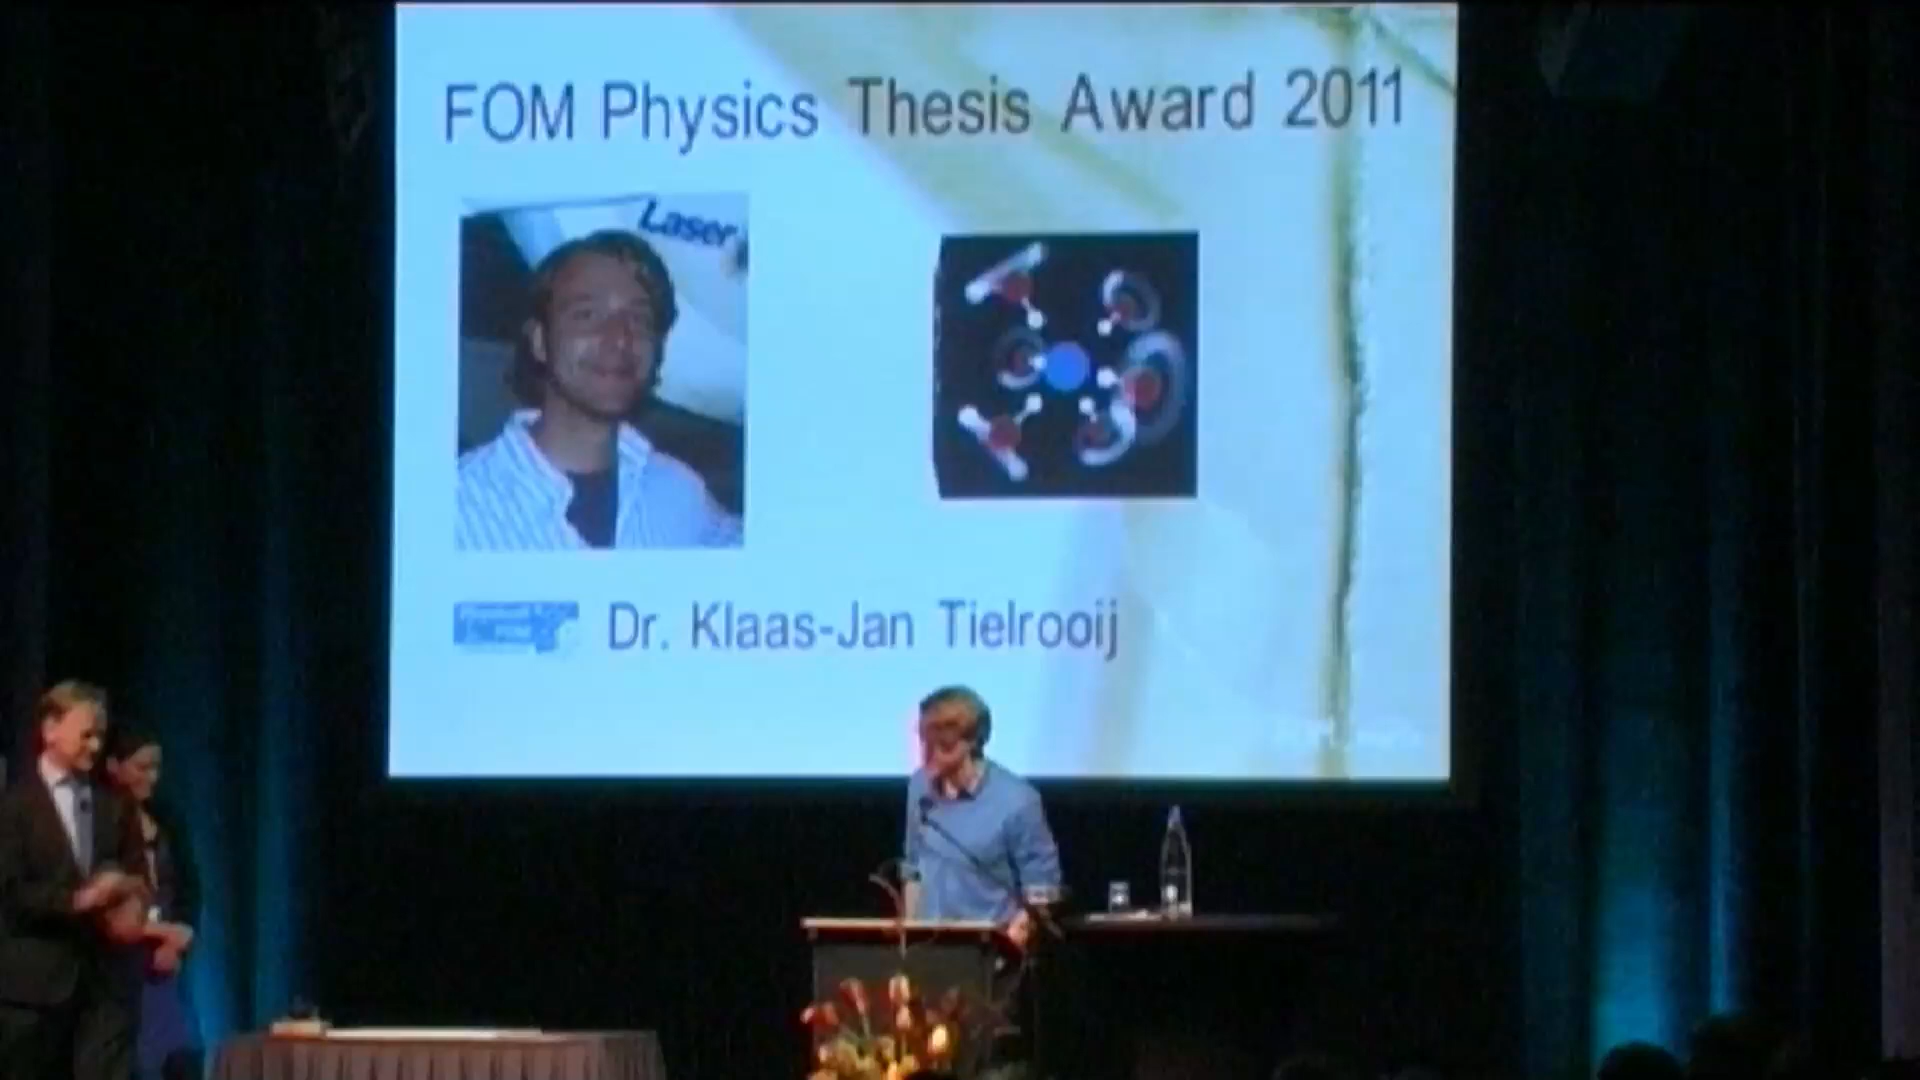 FOM Physics Thesis Award 2011
Laser
Dr. Klaas-Jan Tielrooij